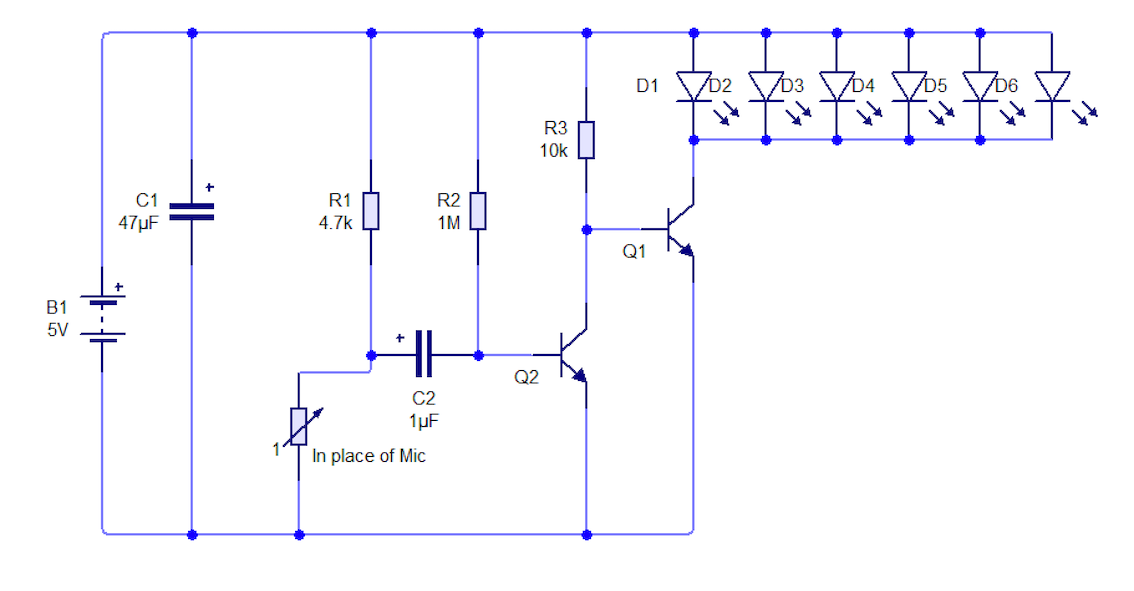 D1
D2
D3
D4
D5
D6
R3
10k
C1
47µF
+
R1
4.7k
R2
1M
Q1
B1
5V
+
+
C2
1µF
Q2
1
In place of Mic